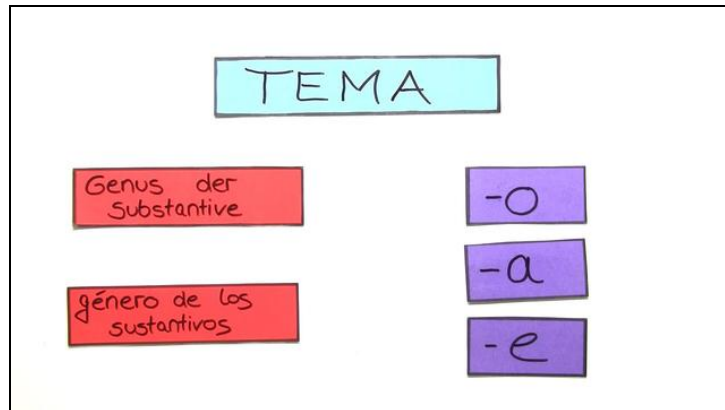 TEMA
Genus der
Substantive
género de los
sustantivos
-o
-a
-e